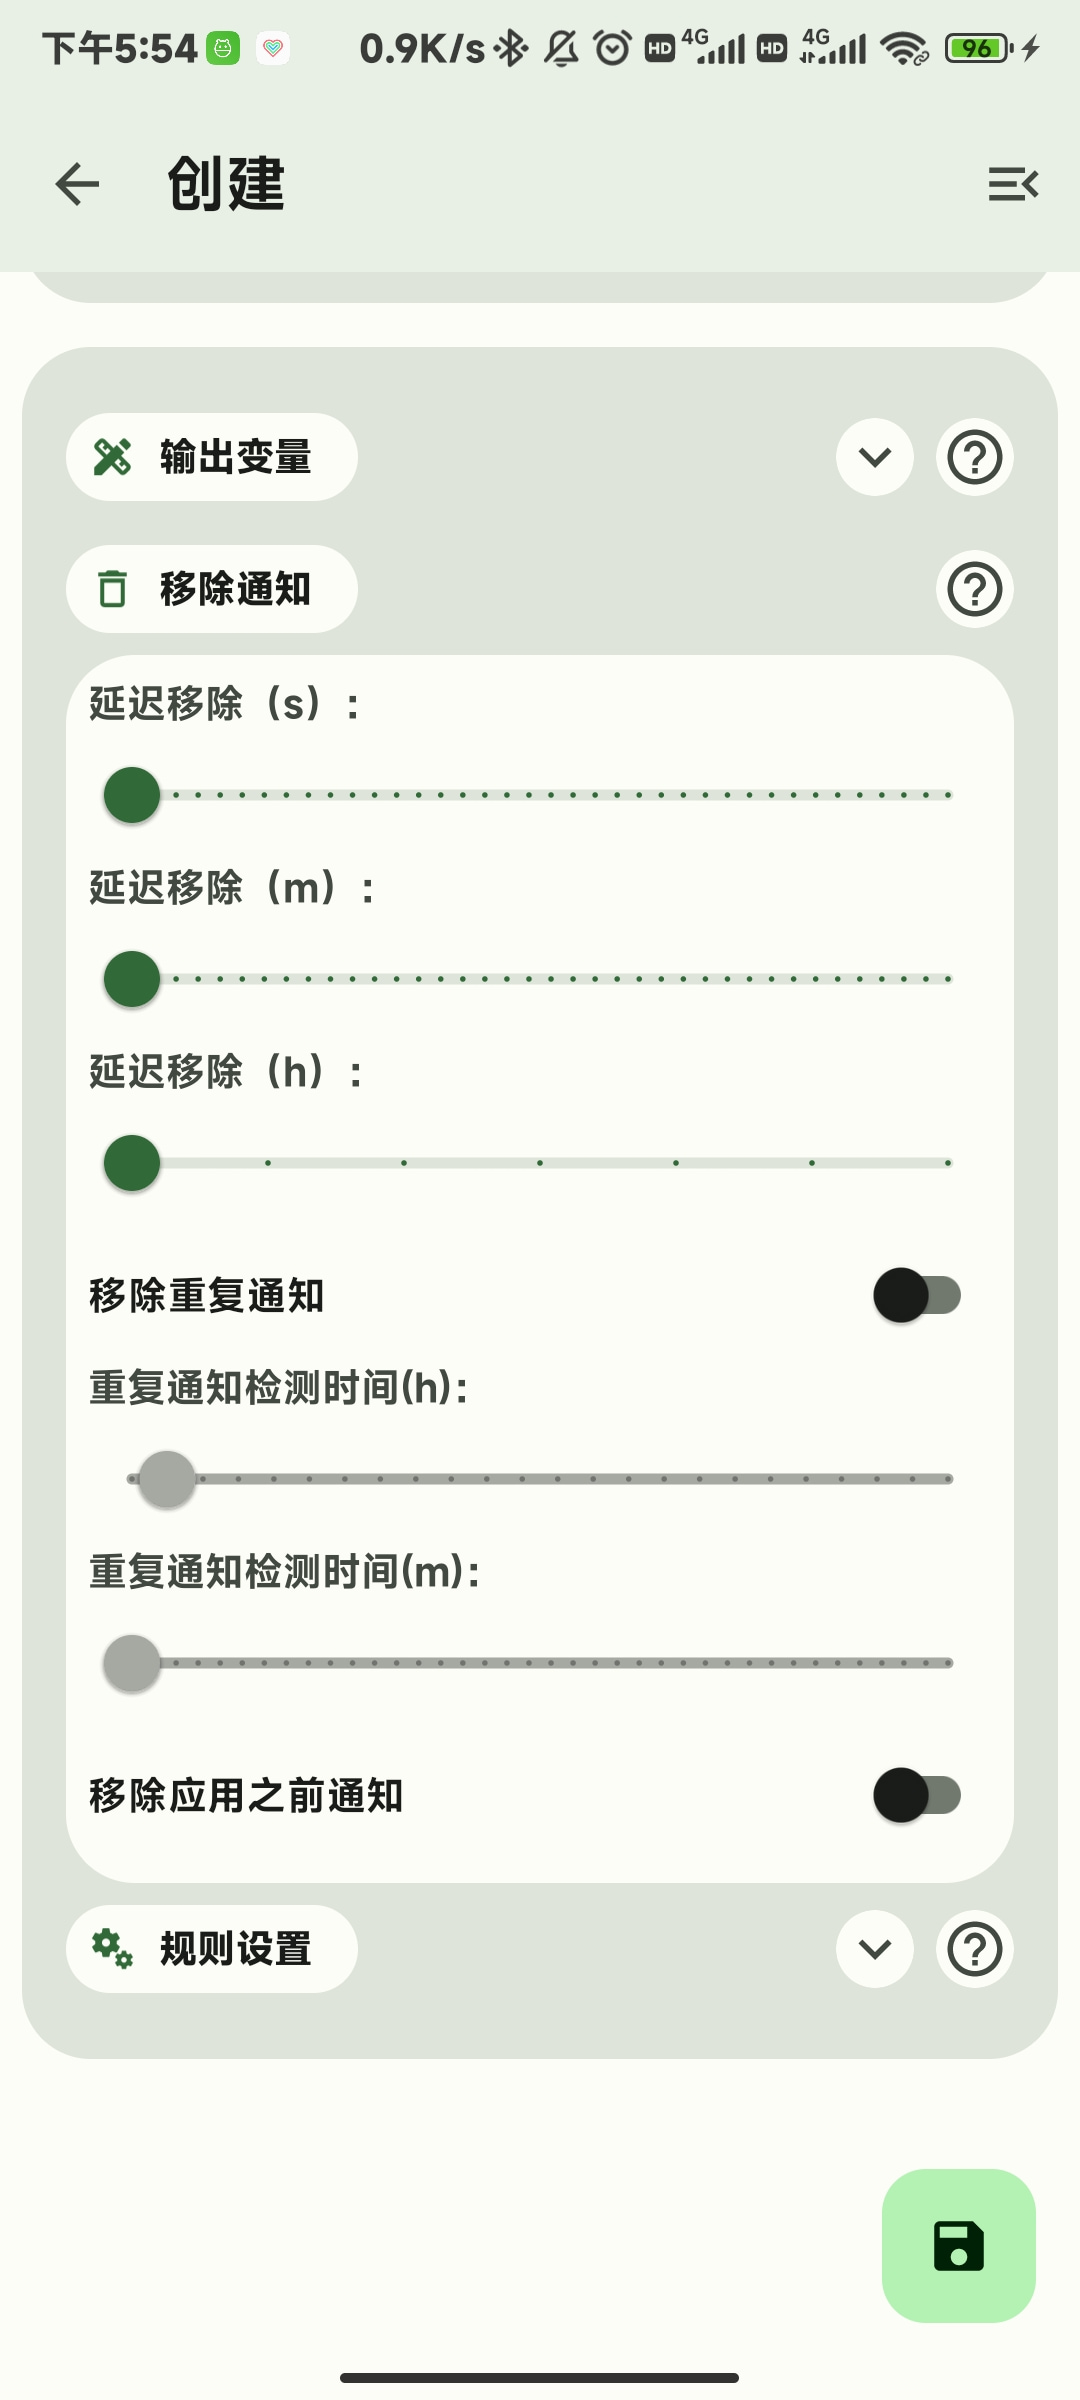 下午5:54
0.9K/s
HD
4G
HD
4G
96
创建
输出变量
移除通知
延迟移除（s）:
延迟移除（m）:
延迟移除（h）:
移除重复通知
重复通知检测时间(h):
重复通知检测时间(m):
移除应用之前通知
规则设置